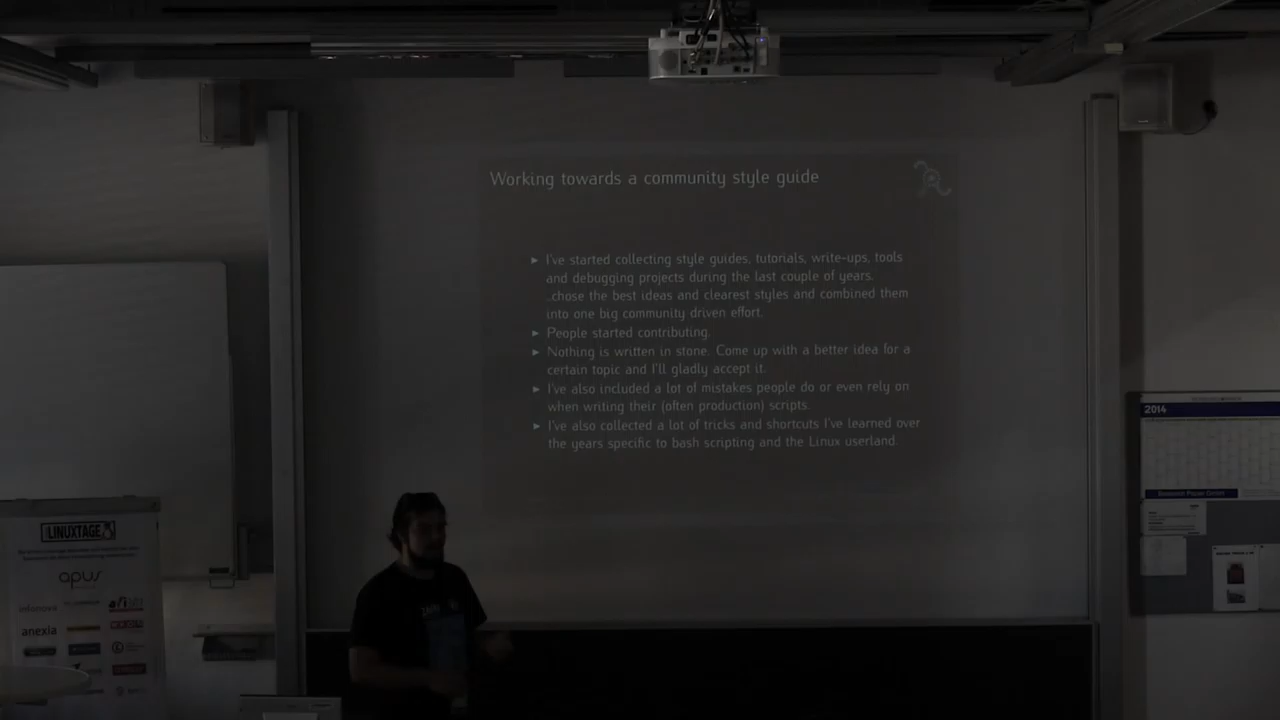 Working towards a community style guide
► I've started collecting style guides, tutorials, write-ups, tools
and debugging projects during the last couple of years.
..chose the best ideas and clearest styles and combined them
into one big community driven effort.
► People started contributing.
► Nothing is written in stone. Come up with a better idea for a
certain topic and I'll gladly accept it.
► I've also included a lot of mistakes people do or even rely on
when writing their (often production) scripts.
► I've also collected a lot of tricks and shortcuts I've learned over
the years specific to bash scripting and the Linux userland.
2014
LINUXTAGE
apus
infonova
anexia